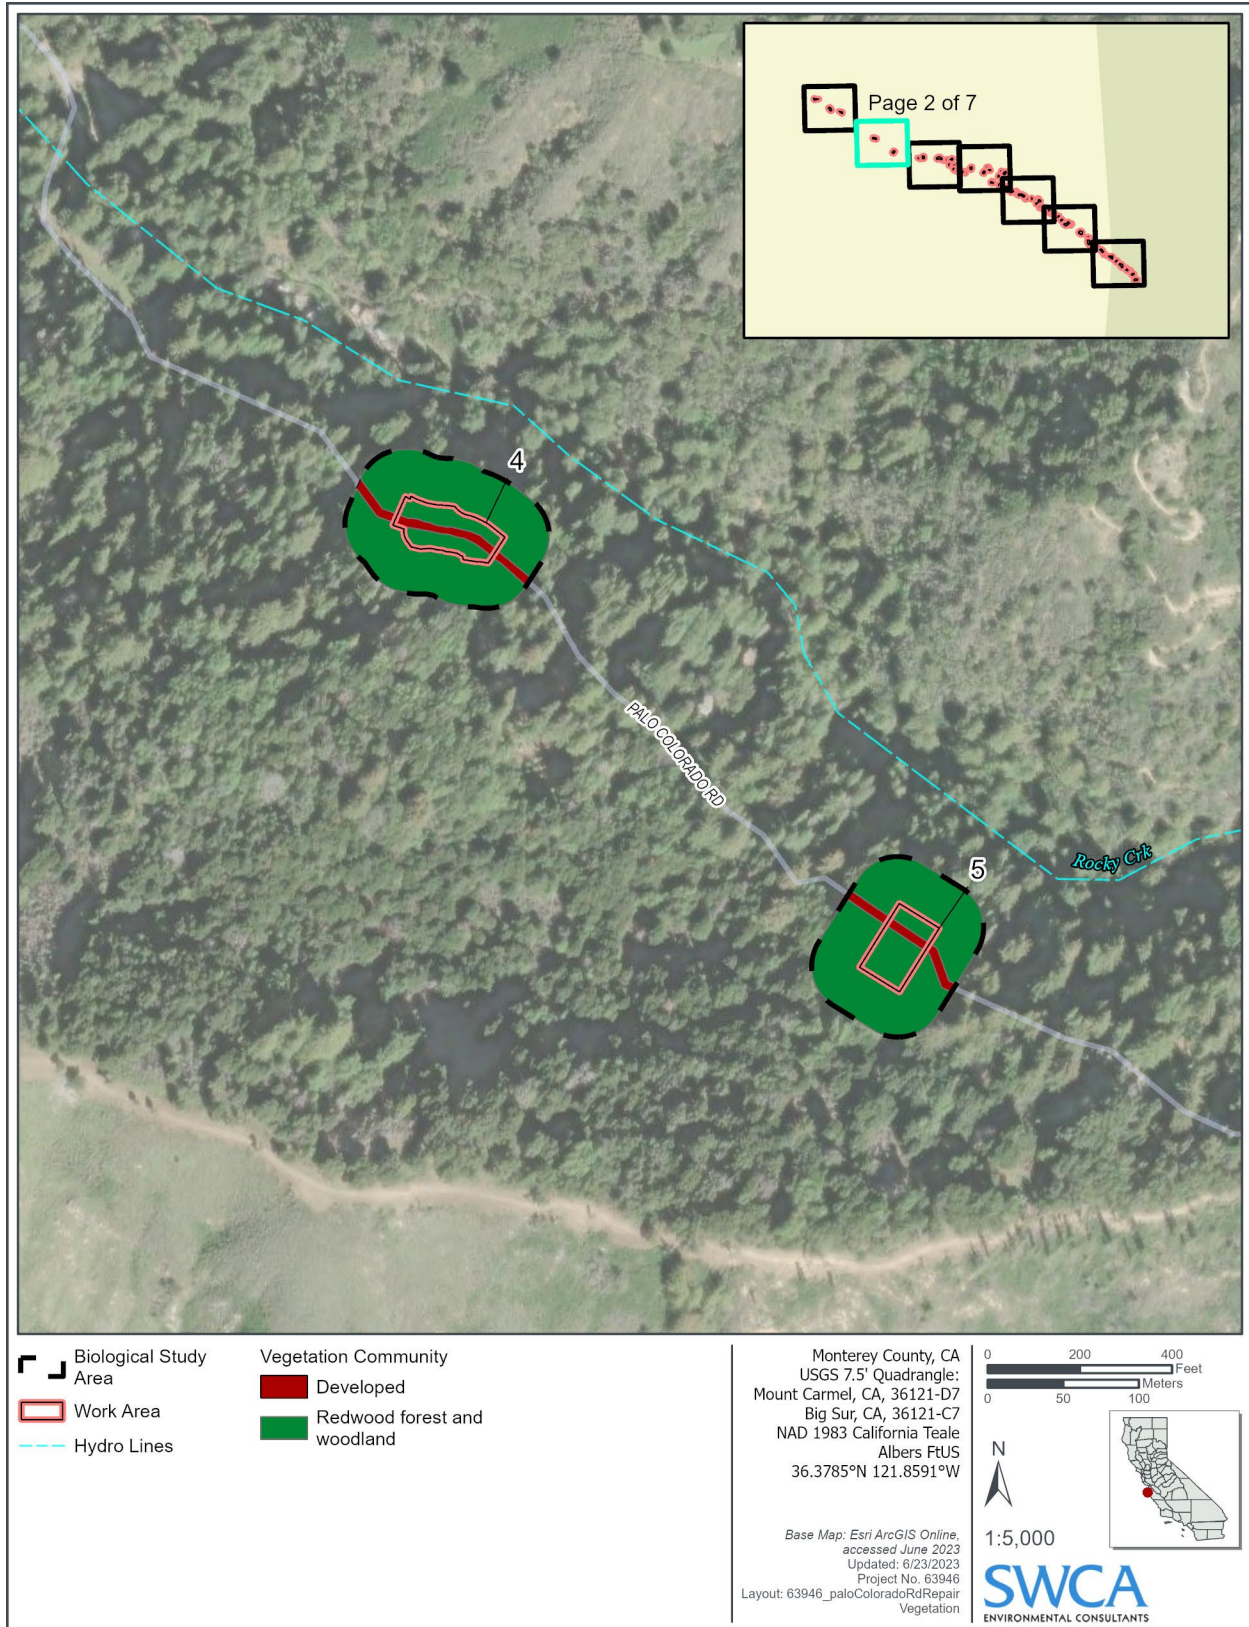 Page 2 of 7
4
PALO COLORADO RD
5
Rocky Crk
Biological Study
Area
Work Area
Hydro Lines
Vegetation Community
Developed
Redwood forest and
woodland
Monterey County, CA
USGS 7.5' Quadrangle:
Mount Carmel, CA, 36121-D7
Big Sur, CA, 36121-C7
NAD 1983 California Teale
Albers FtUS
36.3785°N 121.8591°W
Base Map: Esri ArcGIS Online,
accessed June 2023
Updated: 6/23/2023
Project No. 63946
Layout: 63946_paloColoradoRdRepair
Vegetation
0 200 400
Feet
Meters
0 50 100
N
1:5,000
SWCA
ENVIRONMENTAL CONSULTANTS